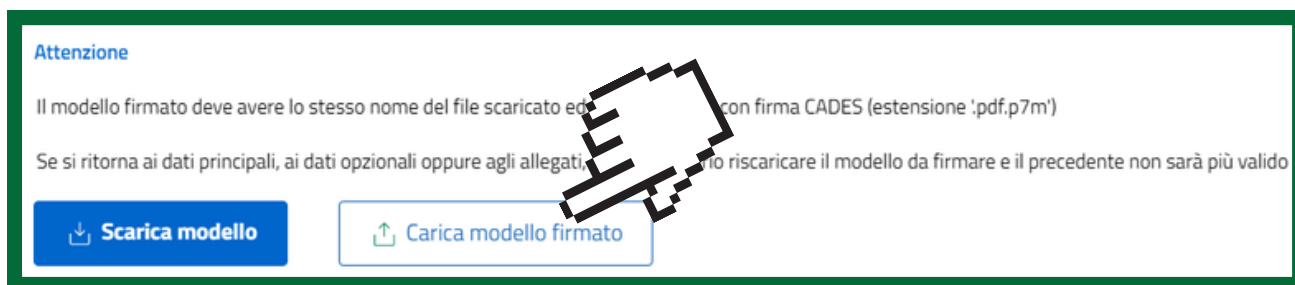 Attenzione
Il modello firmato deve avere lo stesso nome del file scaricato ed con firma CADES (estensione '.pdf.p7m')
Se si ritorna ai dati principali, ai dati opzionali oppure agli allegati, riscaricare il modello da firmare e il precedente non sarà più valido
Scarica modello
Carica modello firmato